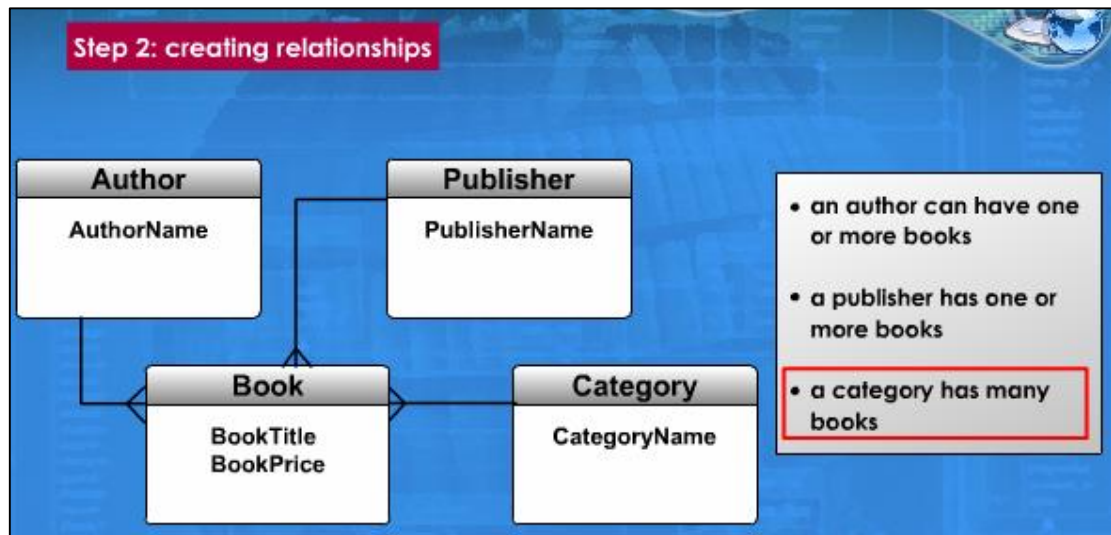 Step 2: creating relationships
Author
AuthorName
Publisher
PublisherName
Book
BookTitle
BookPrice
Category
CategoryName
• an author can have one
or more books
• a publisher has one or
more books
• a category has many
books